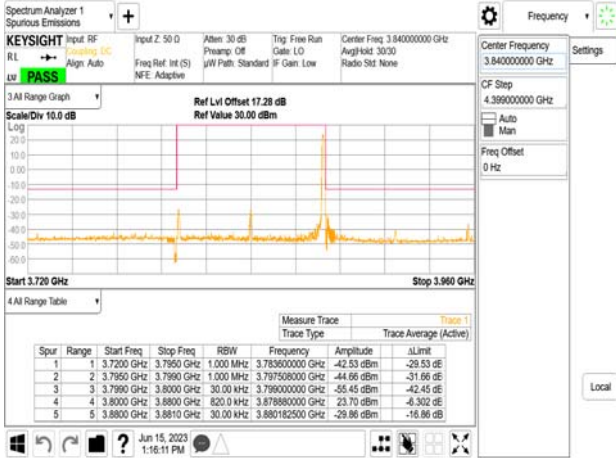 Spectrum Analyzer 1
Spurious Emissions
Frequency
KEYSIGHT Input: RF Input Z: 50 Ω Atten: 30 dB Trig: Free Run Center Freq: 3.840000000 GHz
RL Coupling: DC Preamp: Off Gate: LO Avg|Hold: 30/30
Align: Auto Freq Ref: Int (S) µW Path: Standard IF Gain: Low Radio Std: None
LV PASS NFE: Adaptive
Center Frequency
3.840000000 GHz
Settings
CF Step
4.399000000 GHz
Auto
Man
Freq Offset
0 Hz
Local
3 All Range Graph
Ref Lvl Offset 17.28 dB
Scale/Div 10.0 dB Ref Value 30.00 dBm
Log
20.0
10.0
0.00
-10.0
-20.0
-30.0
-40.0
-50.0
-60.0
Start 3.720 GHz Stop 3.960 GHz
4 All Range Table
Measure Trace Trace 1
Trace Type Trace Average (Active)
Spur Range Start Freq Stop Freq RBW Frequency Amplitude ΔLimit
1 1 3.7200 GHz 3.7950 GHz 1.000 MHz 3.783600000 GHz -42.53 dBm -29.53 dB
2 2 3.7950 GHz 3.7990 GHz 1.000 MHz 3.797508000 GHz -44.66 dBm -31.66 dB
3 3 3.7990 GHz 3.8000 GHz 30.00 kHz 3.799000000 GHz -55.45 dBm -42.45 dB
4 4 3.8000 GHz 3.8800 GHz 820.0 kHz 3.878880000 GHz 23.70 dBm -6.302 dB
5 5 3.8800 GHz 3.8810 GHz 30.00 kHz 3.880182500 GHz -29.86 dBm -16.86 dB
Jun 15, 2023
1:16:11 PM